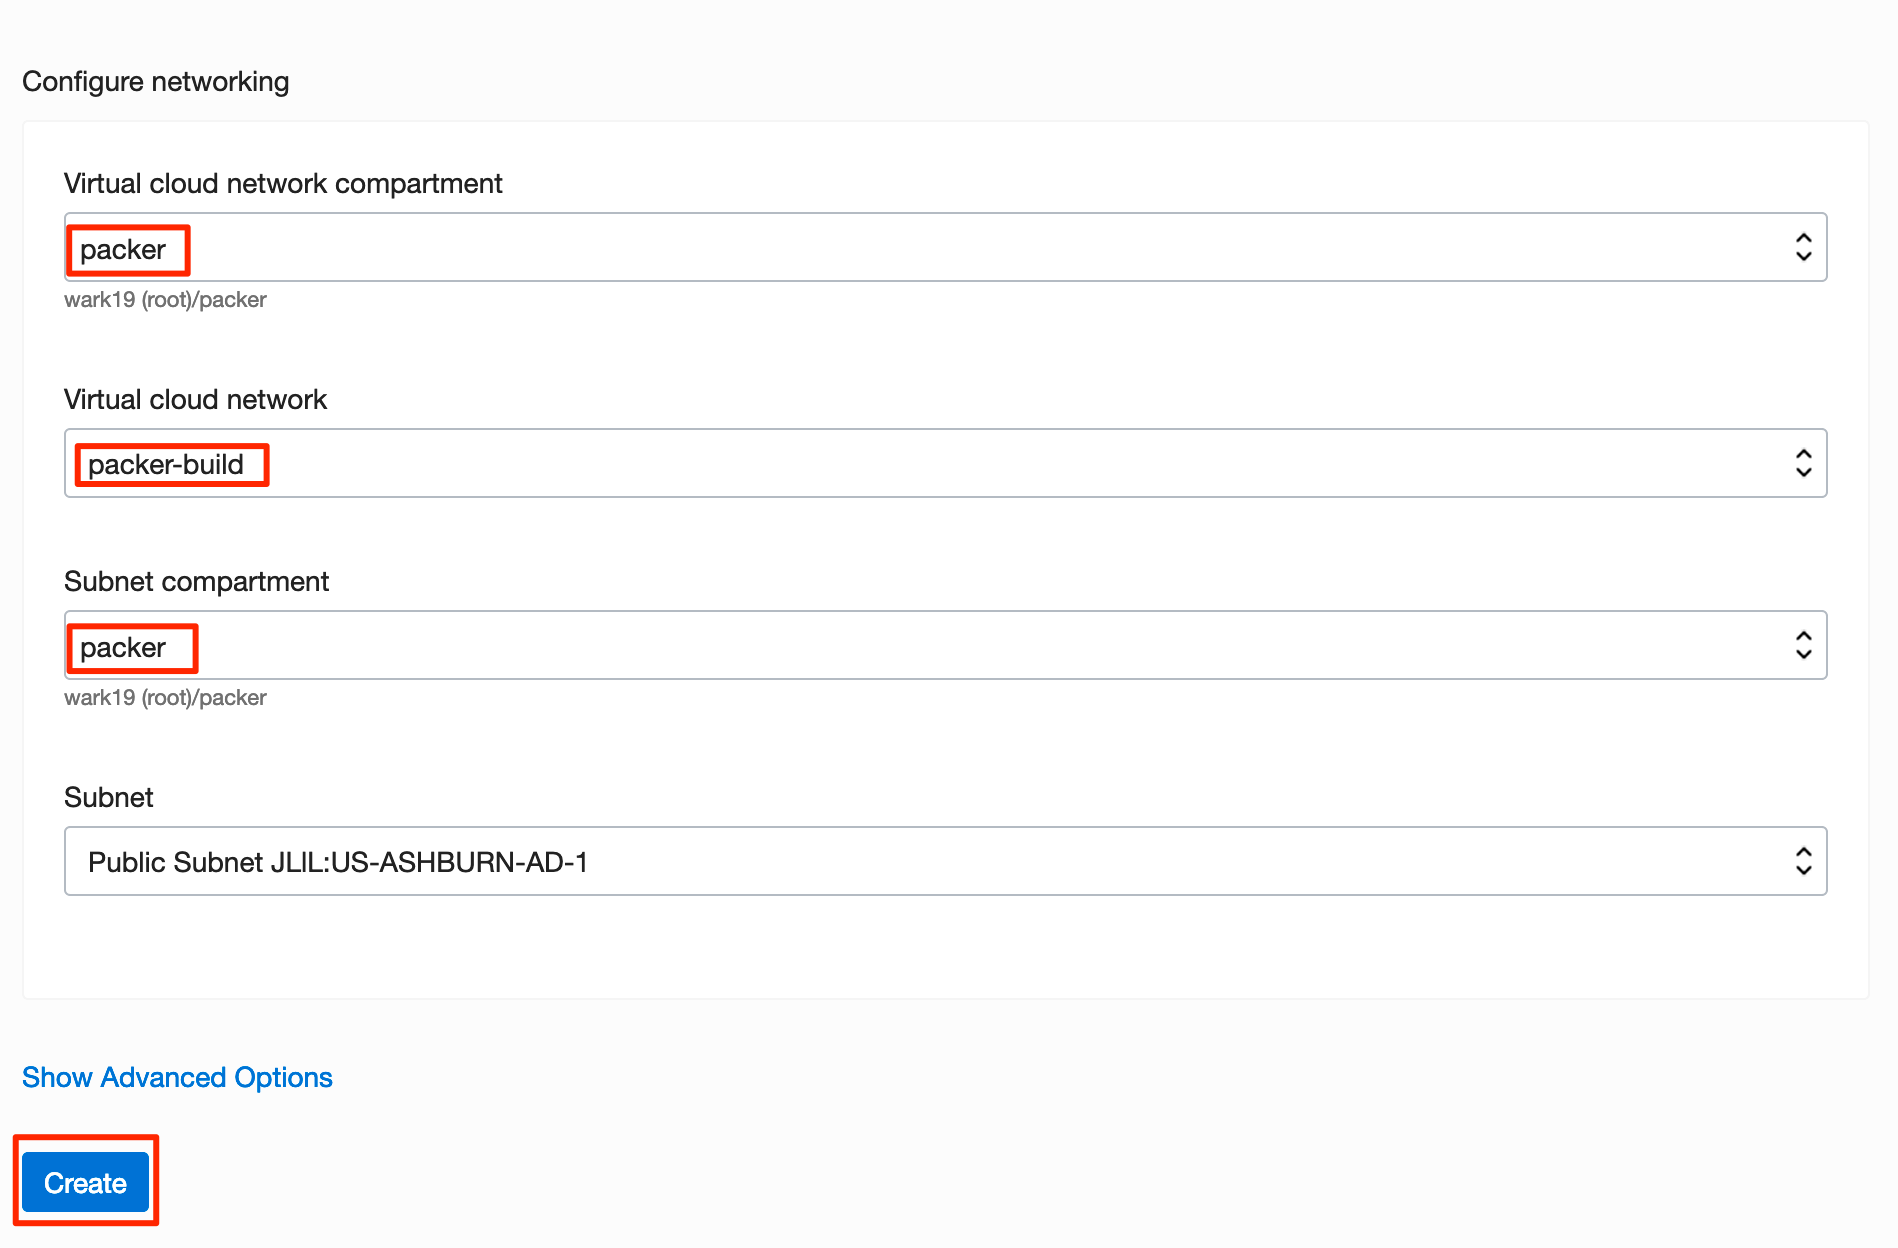 Configure networking
Virtual cloud network compartment
packer
wark19 (root)/packer
Virtual cloud network
packer-build
Subnet compartment
packer
wark19 (root)/packer
Subnet
Public Subnet JLlL:US-ASHBURN-AD-1
Show Advanced Options
Create